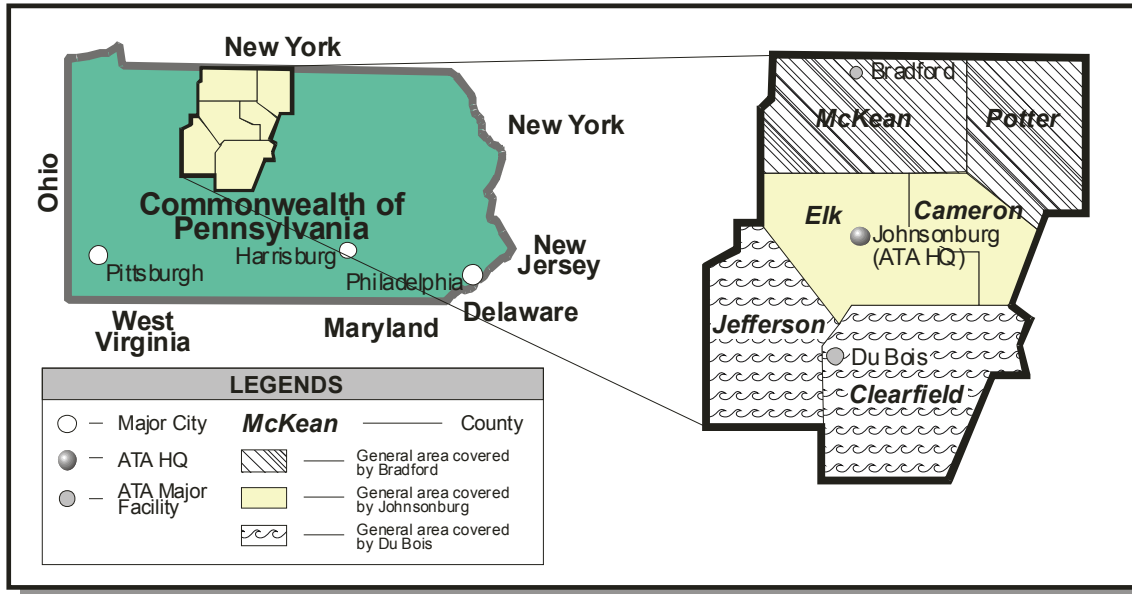 New York
New York
Ohio
Commonwealth of
Pennsylvania
Pittsburgh
Harrisburg
Philadelphia
New
Jersey
Delaware
Maryland
West
Virginia
Bradford
McKean
Potter
Elk
Cameron
Johnsonburg
(ATA HQ)
Jefferson
Du Bois
Clearfield
LEGENDS
Major City
ATA HQ
ATA Major
Facility
McKean
County
General area covered
by Bradford
General area covered
by Johnsonburg
General area covered
by Du Bois